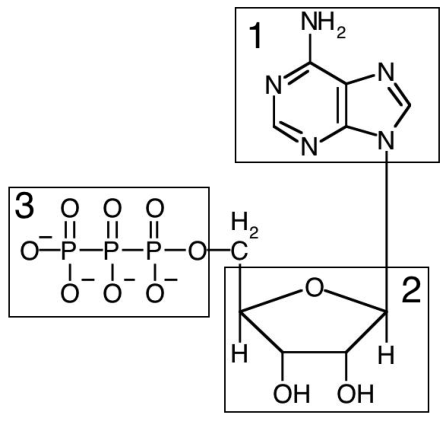 1
NH2
N
N
N
N
3
O O O
H2
O⁻ P P P O C
O⁻ O⁻ O⁻
2
O
H
H
OH OH